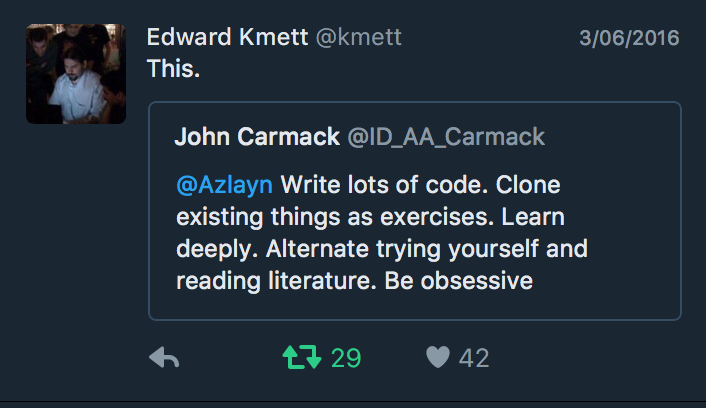 Edward Kmett @kmett 3/06/2016
This.
John Carmack @ID_AA_Carmack
@Azlayn Write lots of code. Clone
existing things as exercises. Learn
deeply. Alternate trying yourself and
reading literature. Be obsessive
29 42